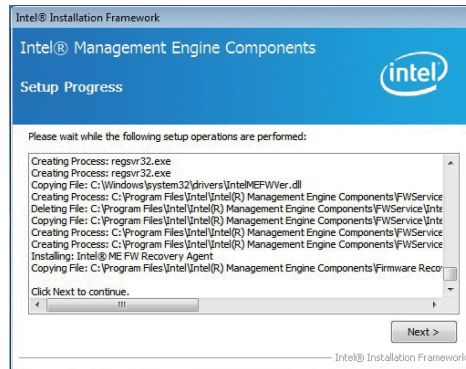 Intel® Installation Framework
Intel® Management Engine Components
intel
Setup Progress
Please wait while the following setup operations are performed:
Creating Process: regsvr32.exe
Creating Process: regsvr32.exe
Copying File: C:\Windows\system32\drivers\IntelMEFWVer.dll
Creating Process: C:\Program Files\Intel\Intel(R) Management Engine Components\FWService
Deleting File: C:\Program Files\Intel\Intel(R) Management Engine Components\FWService\Inte
Copying File: C:\Program Files\Intel\Intel(R) Management Engine Components\FWService\Inte
Creating Process: C:\Program Files\Intel\Intel(R) Management Engine Components\FWService
Creating Process: C:\Program Files\Intel\Intel(R) Management Engine Components\FWService
Installing: Intel® ME FW Recovery Agent
Copying File: C:\Program Files\Intel\Intel(R) Management Engine Components\Firmware Recov
Click Next to continue.
Next >
Intel® Installation Framework